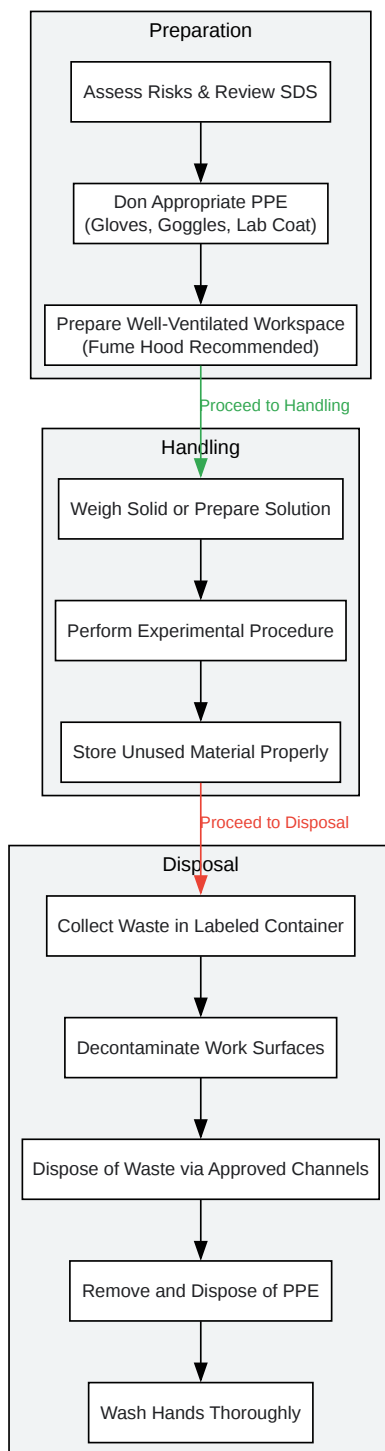 Preparation
Assess Risks & Review SDS
Don Appropriate PPE
(Gloves, Goggles, Lab Coat)
Prepare Well-Ventilated Workspace
(Fume Hood Recommended)
Proceed to Handling
Handling
Weigh Solid or Prepare Solution
Perform Experimental Procedure
Store Unused Material Properly
Proceed to Disposal
Disposal
Collect Waste in Labeled Container
Decontaminate Work Surfaces
Dispose of Waste via Approved Channels
Remove and Dispose of PPE
Wash Hands Thoroughly